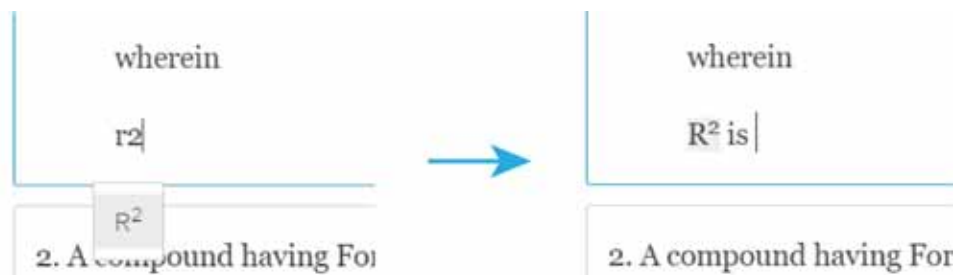 wherein
r2
R²
2. A compound having For
wherein
R² is
2. A compound having For